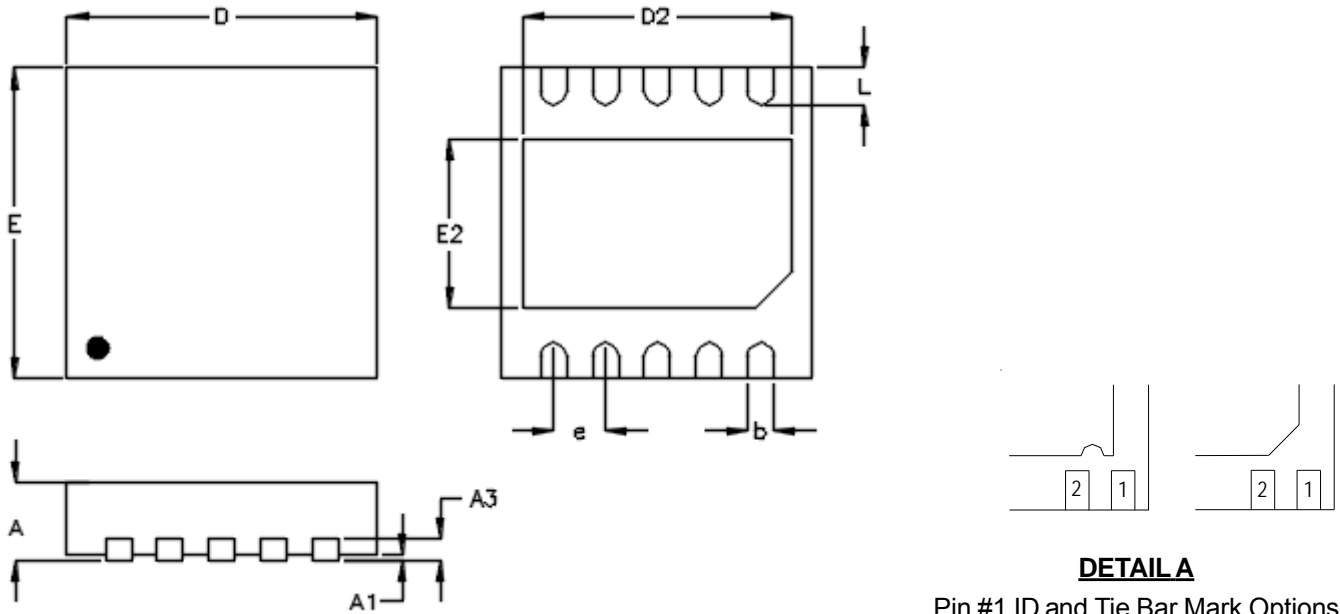 D
D2
L
E
E2
e
b
A
A3
A1
2
1
2
1
DETAIL A
Pin #1 ID and Tie Bar Mark Options